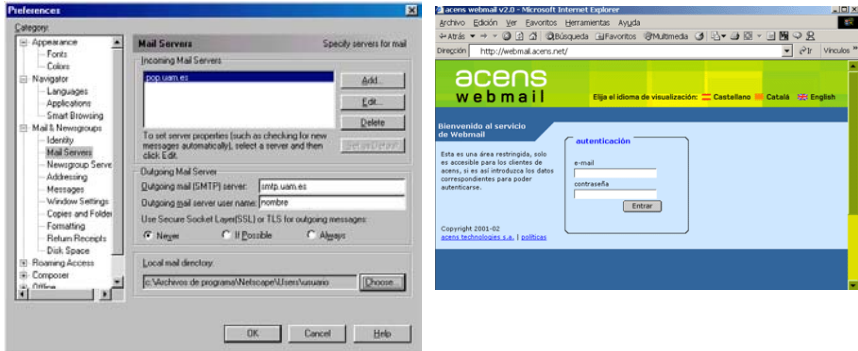 Preferences
Category:
Appearance
Fonts
Colors
Navigator
Languages
Applications
Smart Browsing
Mail & Newsgroups
Identity
Mail Servers
Newsgroup Serve
Addressing
Messages
Window Settings
Copies and Folder
Formatting
Return Receipts
Disk Space
Roaming Access
Composer
Offline
Mail Servers
Specify servers for mail
Incoming Mail Servers
pop.uam.es
Add...
Edit...
Delete
Set as Default
To set server properties (such as checking for new
messages automatically), select a server and then
click Edit.
Outgoing Mail Server
Outgoing mail (SMTP) server: smtp.uam.es
Outgoing mail server user name: nombre
Use Secure Socket Layer(SSL) or TLS for outgoing messages:
Never If Possible Always
Local mail directory:
c:\Archivos de programa\Netscape\Users\usuario Choose...
OK Cancel Help
acens webmail v2.0 - Microsoft Internet Explorer
Archivo Edición Ver Favoritos Herramientas Ayuda
Atrás Búsqueda Favoritos Multimedia
Dirección http://webmail.acens.net/ Ir Vínculos
acens
webmail
Elija el idioma de visualización: Castellano Català English
Bienvenido al servicio
de Webmail
Esta es una área restringida, solo
es accesible para los clientes de
acens, si es así introduzca los datos
correspondientes para poder
autenticarse.
Copyright 2001-02
acens technologies s.a. | políticas
autenticación
e-mail
contraseña
Entrar